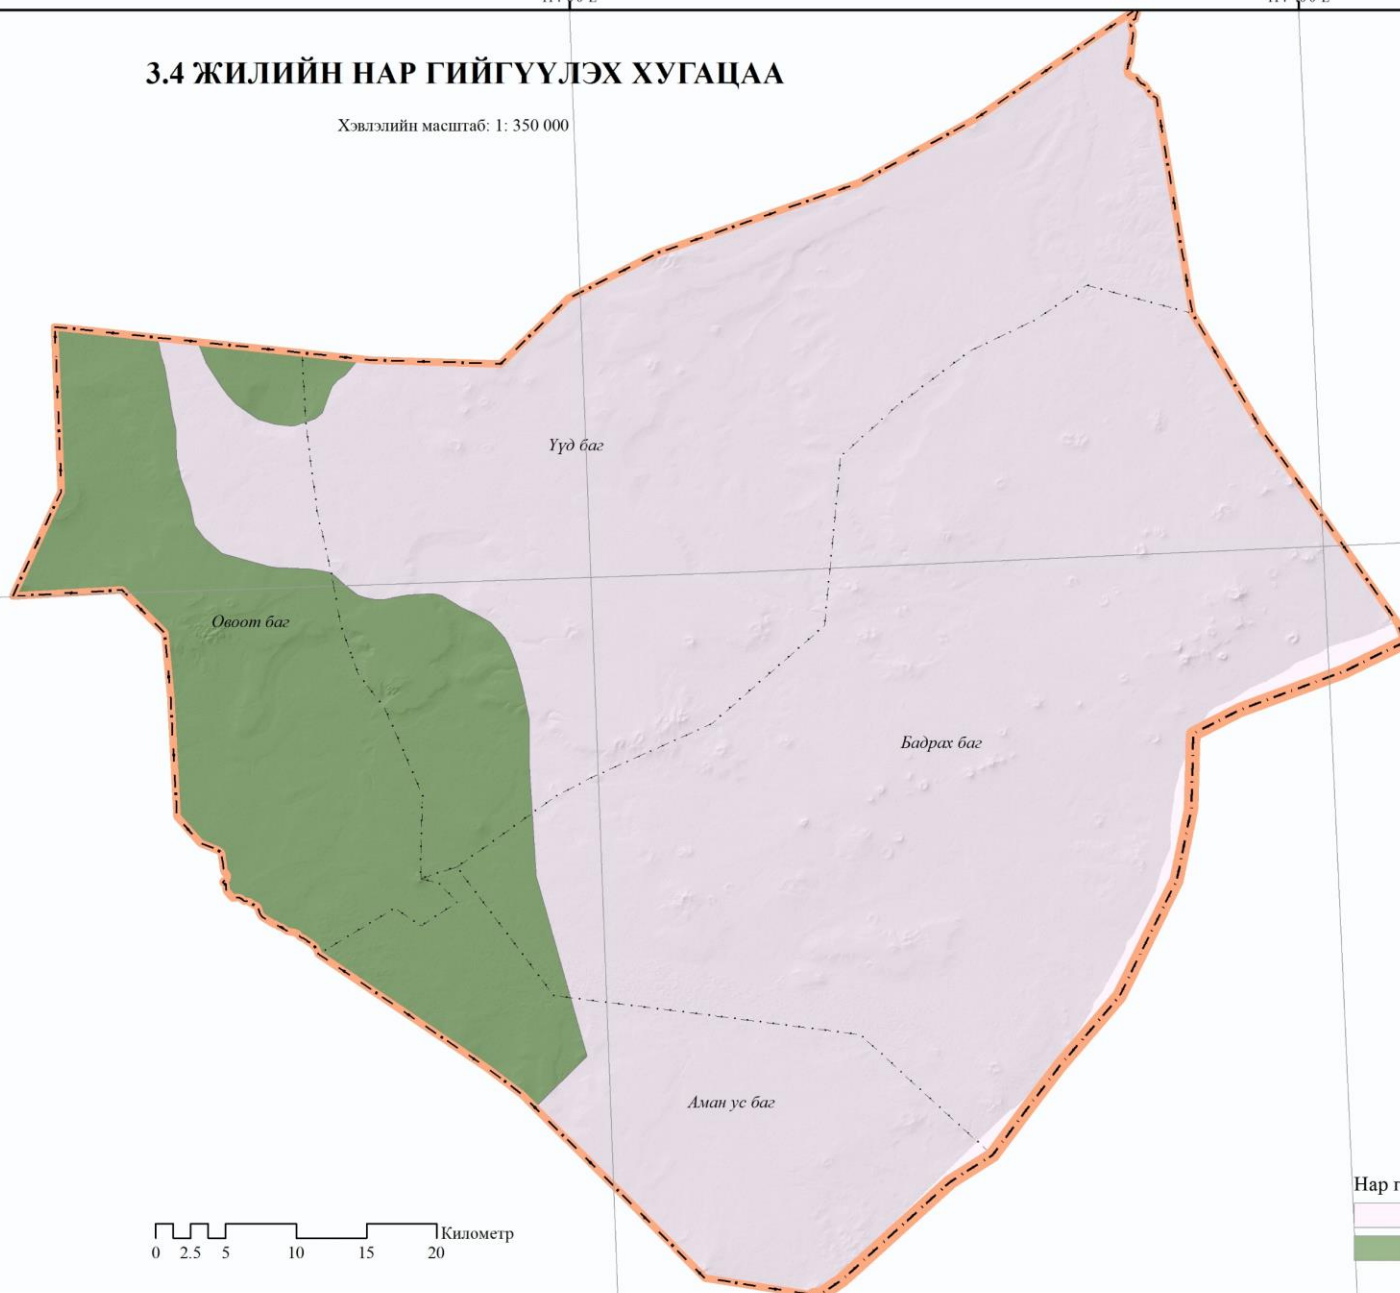 3.4 ЖИЛИЙН НАР ГИЙГҮҮЛЭХ ХУГАЦАА
Хэвлэлийн масштаб: 1: 350 000
Үүд баг
Овоот баг
Бадрах баг
Аман ус баг
Нар
Километр
0 2.5 5 10 15 20